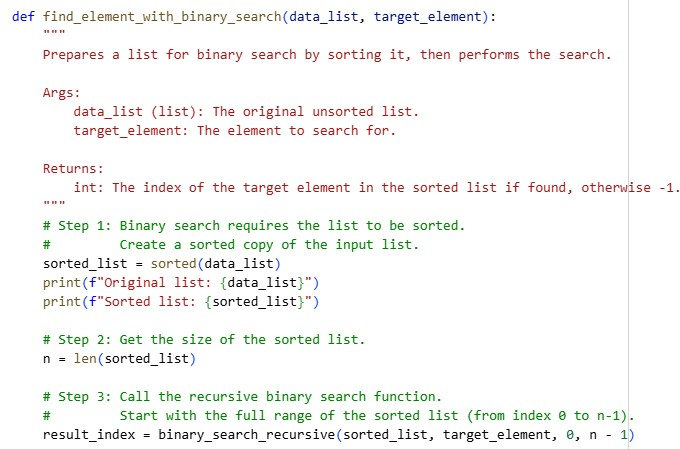 def find_element_with_binary_search(data_list, target_element):
    """
    Prepares a list for binary search by sorting it, then performs the search.

    Args:
        data_list (list): The original unsorted list.
        target_element: The element to search for.

    Returns:
        int: The index of the target element in the sorted list if found, otherwise -1.
    """
    # Step 1: Binary search requires the list to be sorted.
    #         Create a sorted copy of the input list.
    sorted_list = sorted(data_list)
    print(f"Original list: {data_list}")
    print(f"Sorted list: {sorted_list}")

    # Step 2: Get the size of the sorted list.
    n = len(sorted_list)

    # Step 3: Call the recursive binary search function.
    #         Start with the full range of the sorted list (from index 0 to n-1).
    result_index = binary_search_recursive(sorted_list, target_element, 0, n - 1)